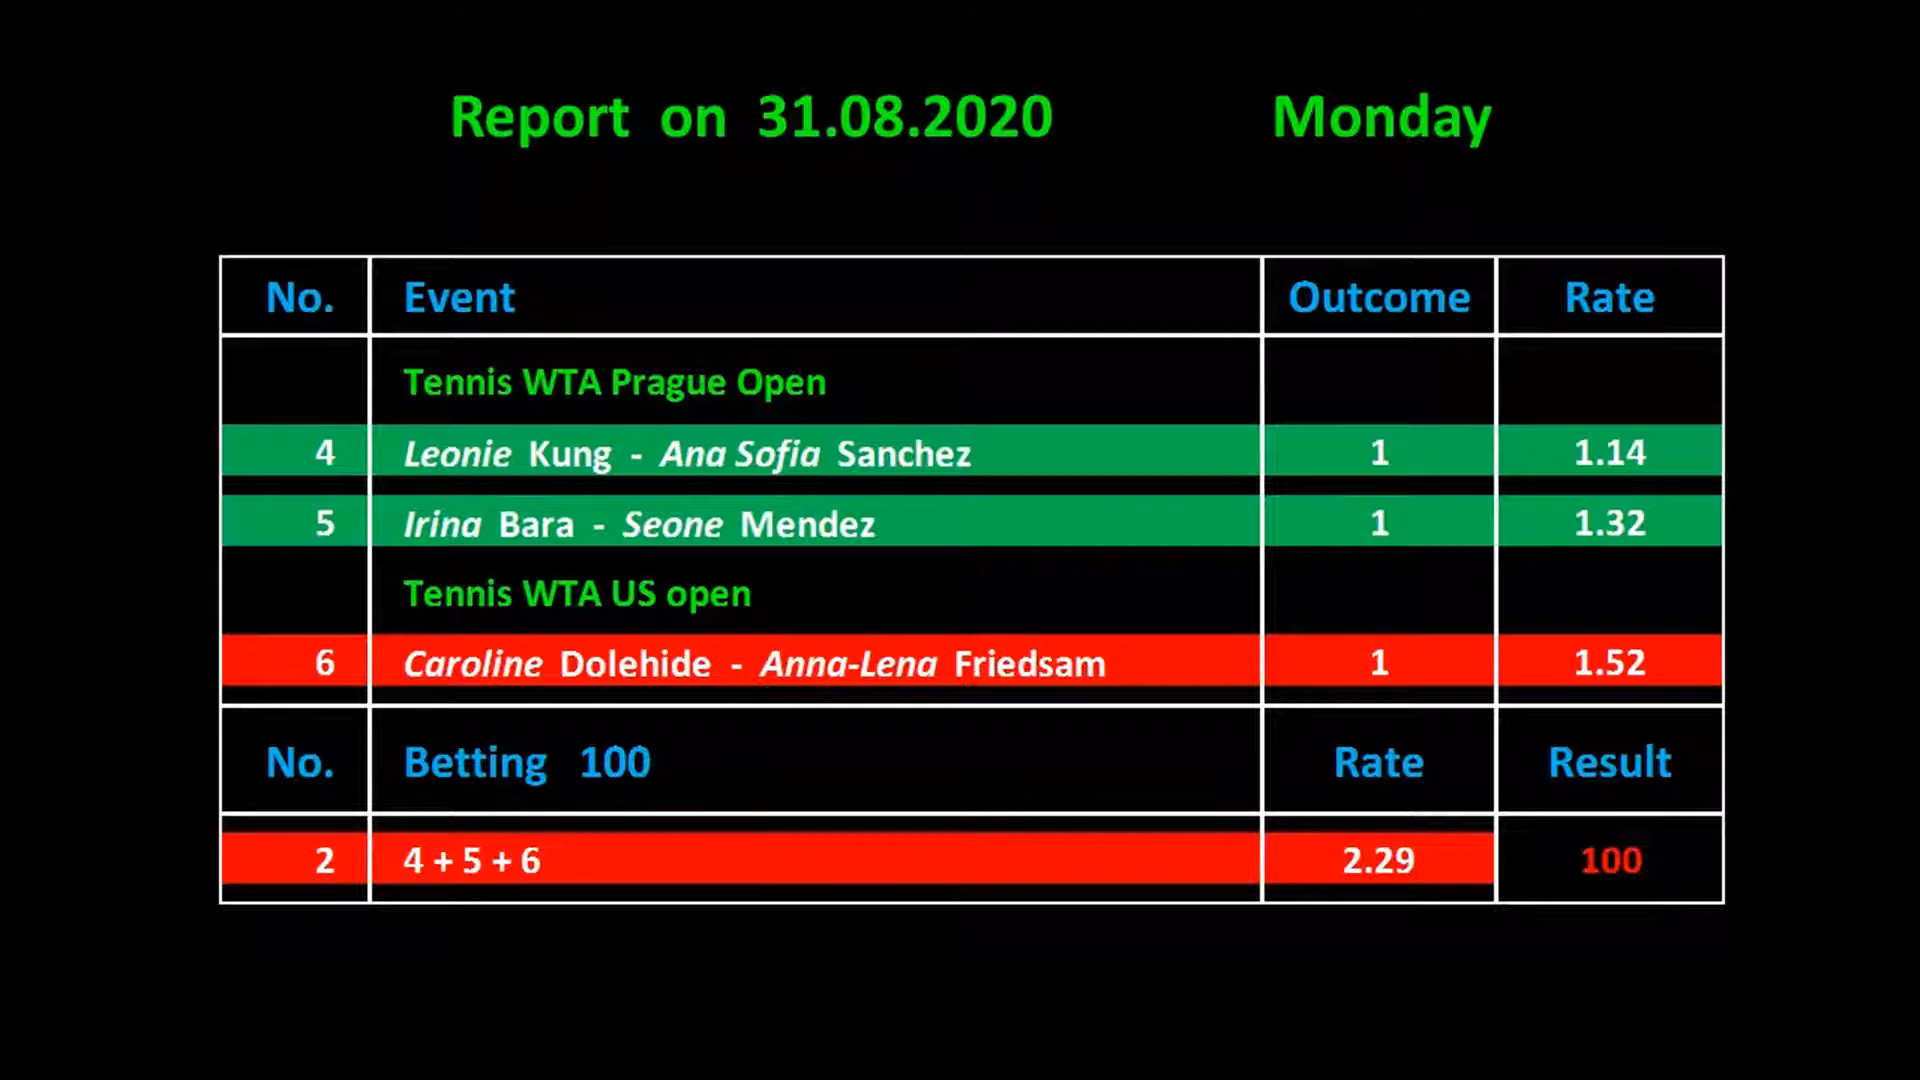 Report on 31.08.2020 Monday
No. Event Outcome Rate
Tennis WTA Prague Open
4 Leonie Kung - Ana Sofia Sanchez 1 1.14
5 Irina Bara - Seone Mendez 1 1.32
Tennis WTA US open
6 Caroline Dolehide - Anna-Lena Friedsam 1 1.52
No. Betting 100 Rate Result
2 4 + 5 + 6 2.29 100